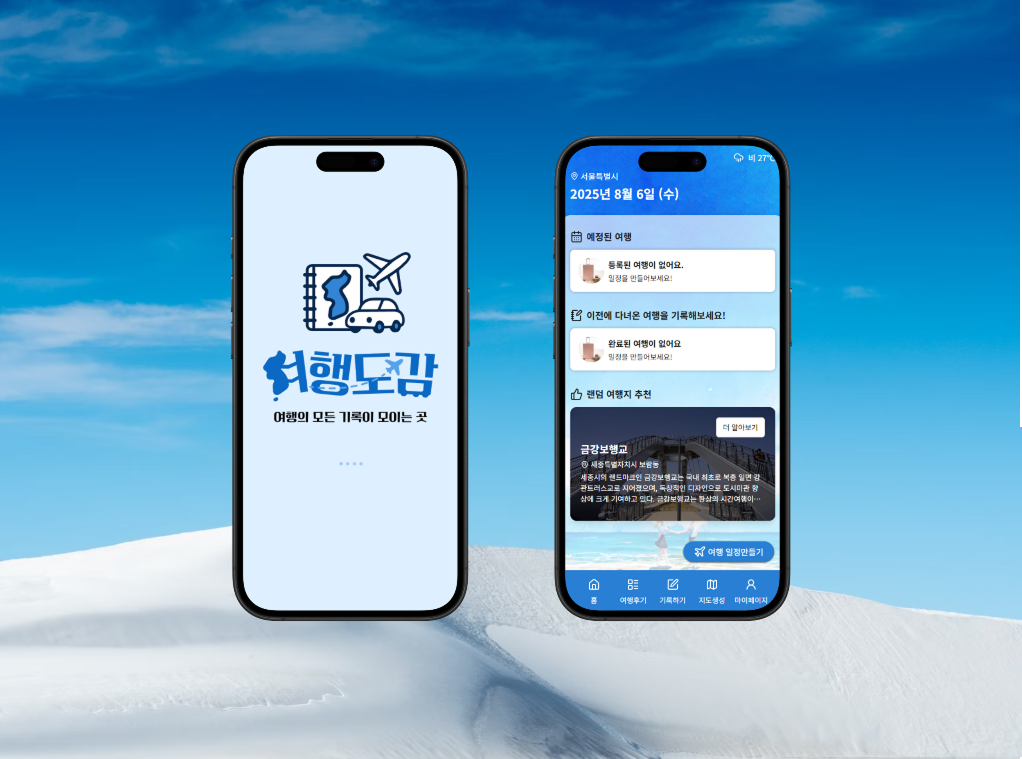 여행도감
여행의 모든 기록이 모이는 곳
비 27°C
서울특별시
2025년 8월 6일 (수)
예정된 여행
등록된 여행이 없어요.
일정을 만들어보세요!
이전에 다녀온 여행을 기록해보세요!
완료된 여행이 없어요
일정을 만들어보세요!
랜덤 여행지 추천
더 알아보기
금강보행교
세종특별자치시 보람동
세종시의 랜드마크인 금강보행교는 국내 최초로 복층 일면 강
관트러스교로 지어졌으며, 독창적인 디자인으로 도시미관 향
상에 크게 기여하고 있다. 금강보행교는 환상의 시간여행이…
여행 일정만들기
홈 여행후기 기록하기 지도생성 마이페이지